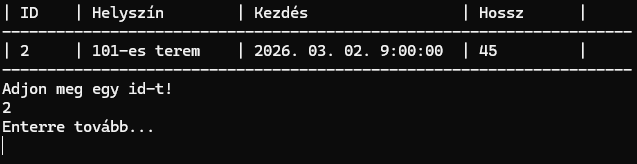 | ID | Helyszín | Kezdés | Hossz |
----------------------------------------------------------------------
| 2 | 101-es terem | 2026. 03. 02. 9:00:00 | 45 |
----------------------------------------------------------------------
Adjon meg egy id-t!
2
Enterre tovább...